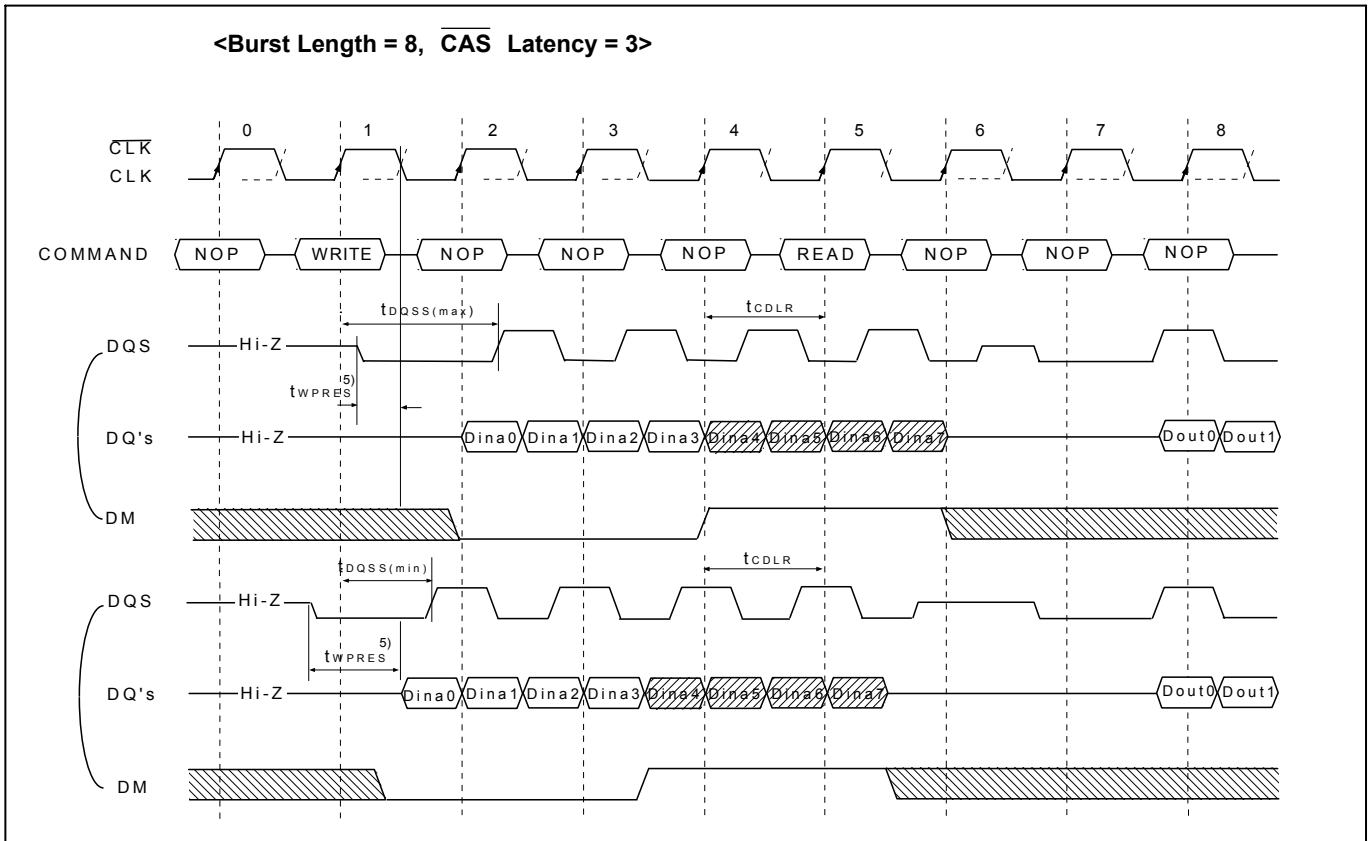 <Burst Length = 8, CAS Latency = 3>
0 1 2 3 4 5 6 7 8
CLK
CLK
COMMAND NOP WRITE NOP NOP NOP READ NOP NOP NOP
tDQSS(max) tCDLR
DQS Hi-Z
tWPRES 5)
DQ's Hi-Z Dina0 Dina1 Dina2 Dina3 Dina4 Dina5 Dina6 Dina7 Dout0 Dout1
DM
tDQSS(min) tCDLR
DQS Hi-Z
tWPRES 5)
DQ's Hi-Z Dina0 Dina1 Dina2 Dina3 Dina4 Dina5 Dina6 Dina7 Dout0 Dout1
DM